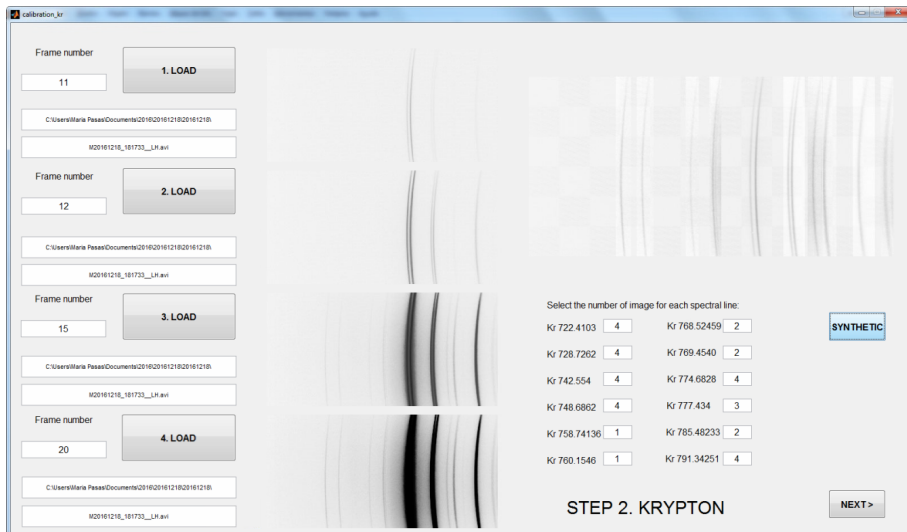 calibration_kr
Frame number
11
1. LOAD
C:\Users\Maria Pasas\Documents\2016\20161218\20161218\
M20161218_181733__LH.avi
Frame number
12
2. LOAD
C:\Users\Maria Pasas\Documents\2016\20161218\20161218\
M20161218_181733__LH.avi
Frame number
15
3. LOAD
C:\Users\Maria Pasas\Documents\2016\20161218\20161218\
M20161218_181733__LH.avi
Frame number
20
4. LOAD
C:\Users\Maria Pasas\Documents\2016\20161218\20161218\
M20161218_181733__LH.avi
Select the number of image for each spectral line:
Kr 722.4103 4
Kr 728.7262 4
Kr 742.554 4
Kr 748.6862 4
Kr 758.74136 1
Kr 760.1546 1
Kr 768.52459 2
Kr 769.4540 2
Kr 774.6828 4
Kr 777.434 3
Kr 785.48233 2
Kr 791.34251 4
SYNTHETIC
STEP 2. KRYPTON
NEXT >